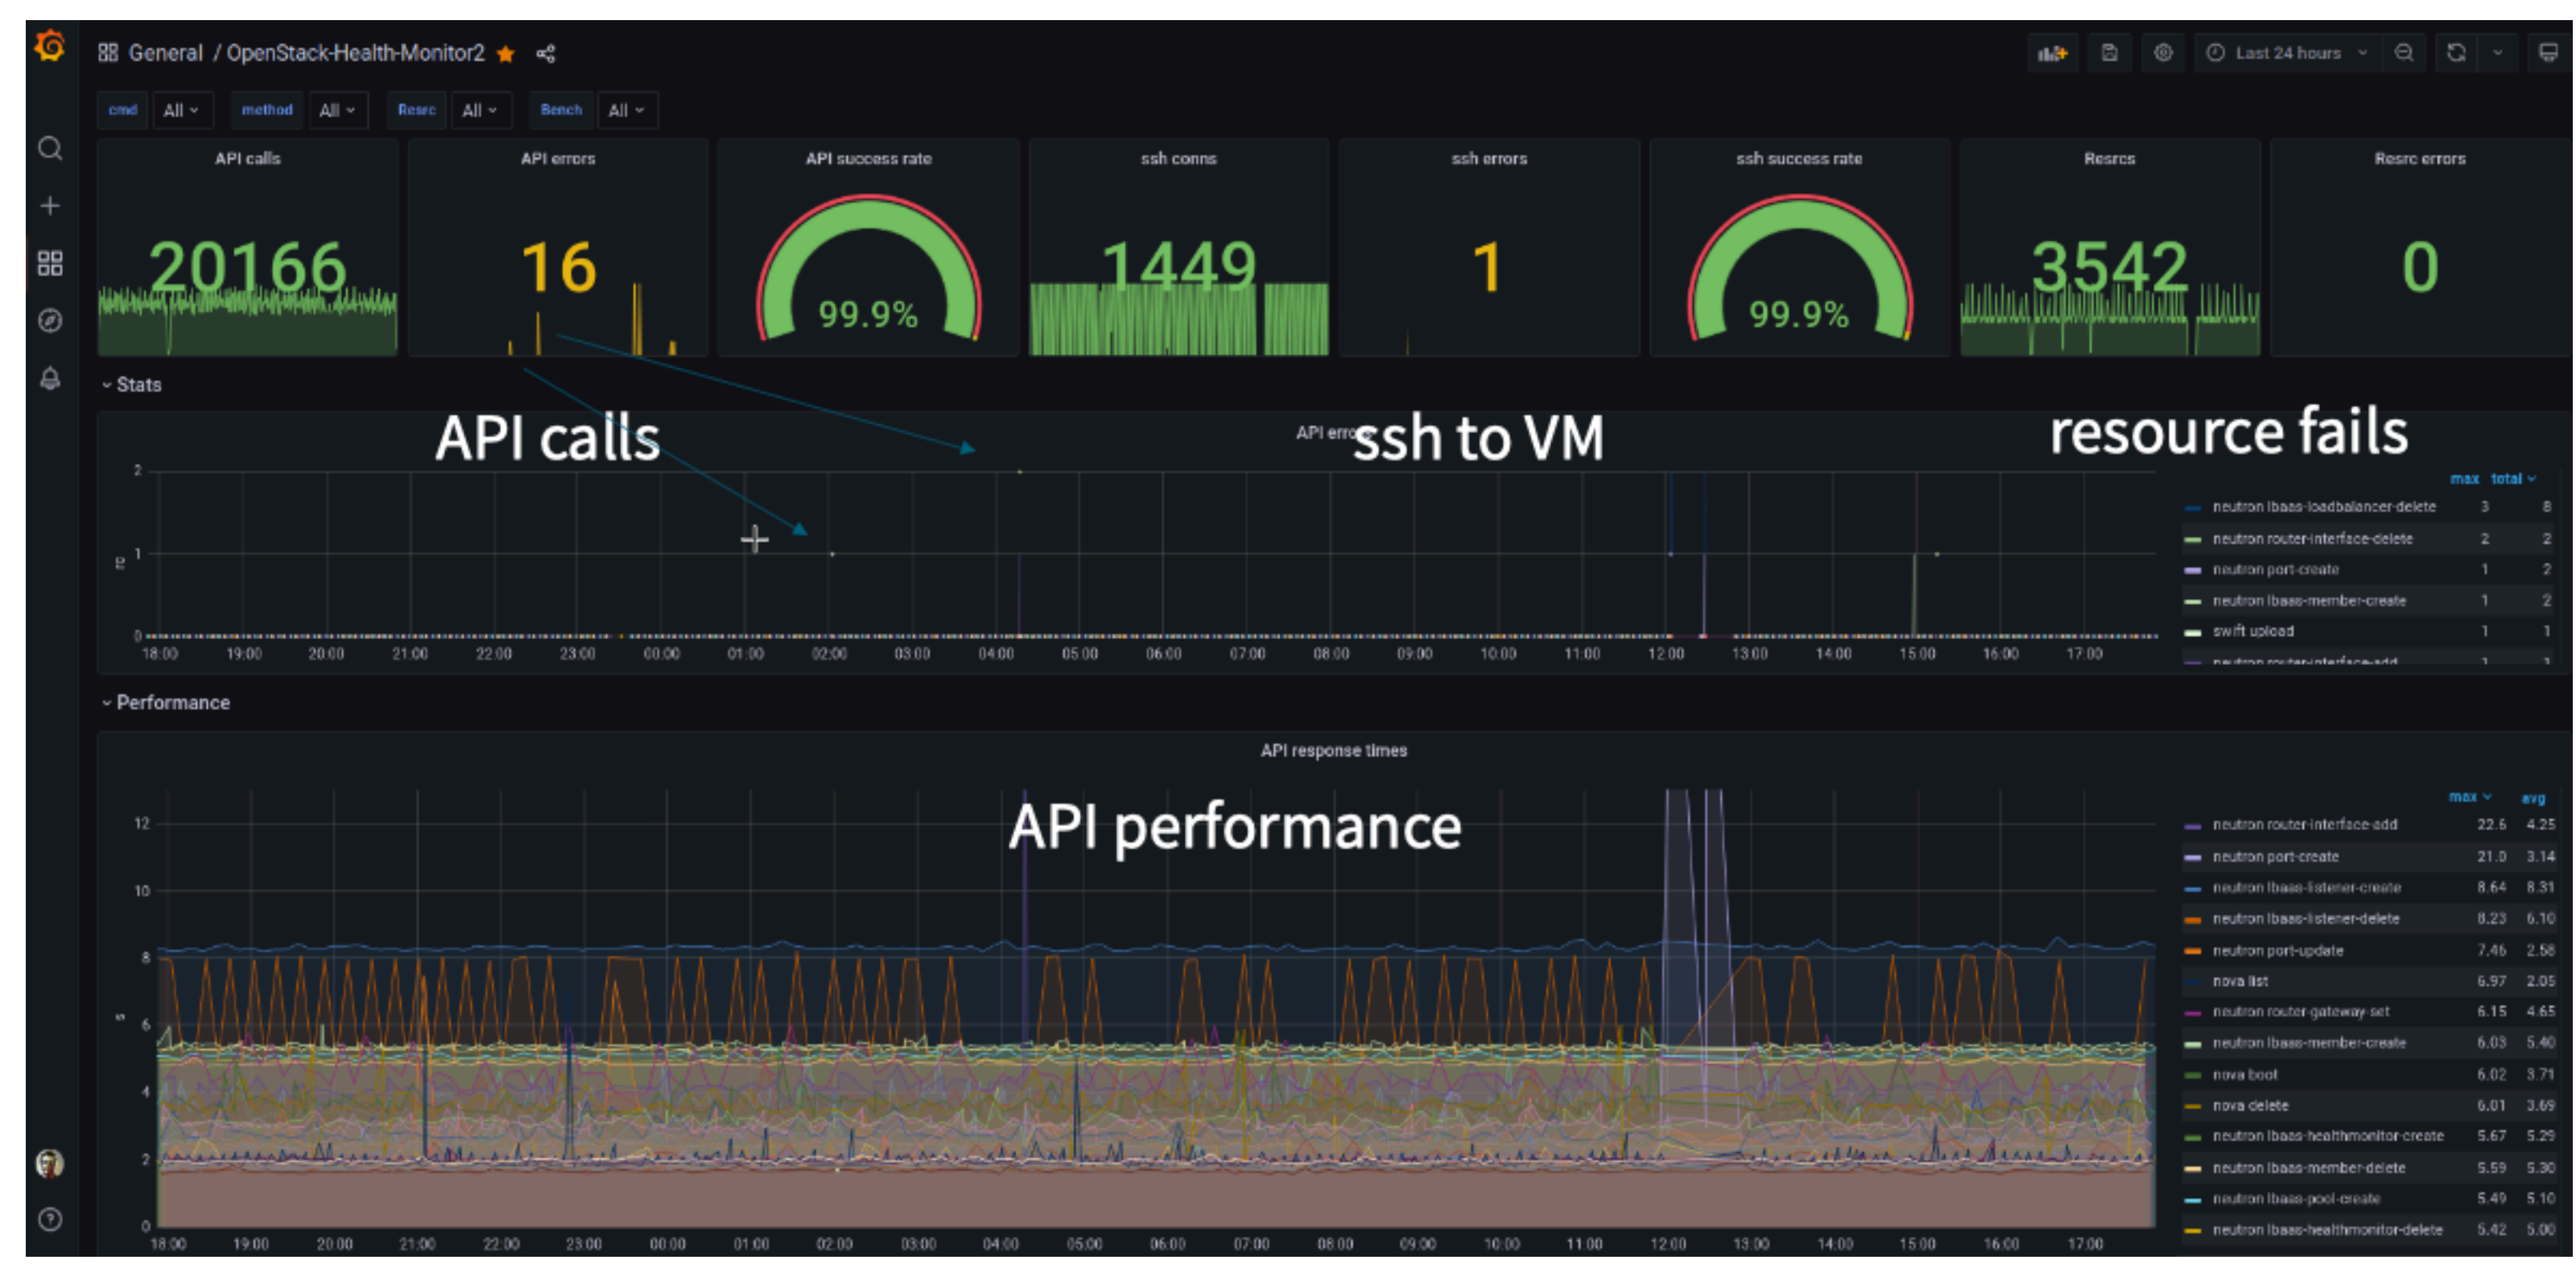 General / OpenStack-Health-Monitor2
Last 24 hours
cmd All method All Resrc All Bench All
API calls
20166
API errors
16
API success rate
99.9%
ssh conns
1449
ssh errors
1
ssh success rate
99.9%
Resrcs
3542
Resrc errors
0
Stats
API calls
ssh to VM
resource fails
API erro
2
1
0
18:00 19:00 20:00 21:00 22:00 23:00 00:00 01:00 02:00 03:00 04:00 05:00 06:00 07:00 08:00 09:00 10:00 11:00 12:00 13:00 14:00 15:00 16:00 17:00
max total
neutron lbaas-loadbalancer-delete 3 8
neutron router-interface-delete 2 2
neutron port-create 1 2
neutron lbaas-member-create 1 2
swift upload 1 1
neutron router-interface-add 1 1
Performance
API response times
API performance
12
10
8
s
6
4
2
0
18:00 19:00 20:00 21:00 22:00 23:00 00:00 01:00 02:00 03:00 04:00 05:00 06:00 07:00 08:00 09:00 10:00 11:00 12:00 13:00 14:00 15:00 16:00 17:00
max avg
neutron router-interface-add 22.6 4.25
neutron port-create 21.0 3.14
neutron lbaas-listener-create 8.64 8.31
neutron lbaas-listener-delete 8.23 6.10
neutron port-update 7.46 2.58
nova list 6.97 2.05
neutron router-gateway-set 6.15 4.65
neutron lbaas-member-create 6.03 5.40
nova boot 6.02 3.71
nova delete 6.01 3.69
neutron lbaas-healthmonitor-create 5.67 5.29
neutron lbaas-member-delete 5.59 5.30
neutron lbaas-pool-create 5.49 5.10
neutron lbaas-healthmonitor-delete 5.42 5.00